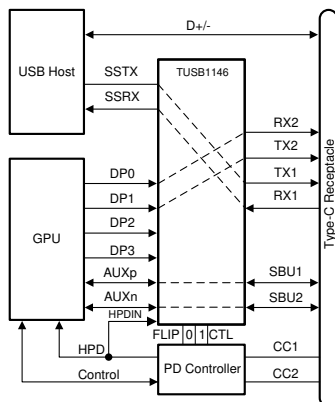 D+/-
USB Host
TUSB1146
SSTX
SSRX
RX2
TX2
TX1
RX1
Type-C Receptacle
GPU
DP0
DP1
DP2
DP3
AUXp
SBU1
AUXn
SBU2
HPDIN
FLIP 0 1 CTL
HPD
PD Controller
CC1
Control
CC2